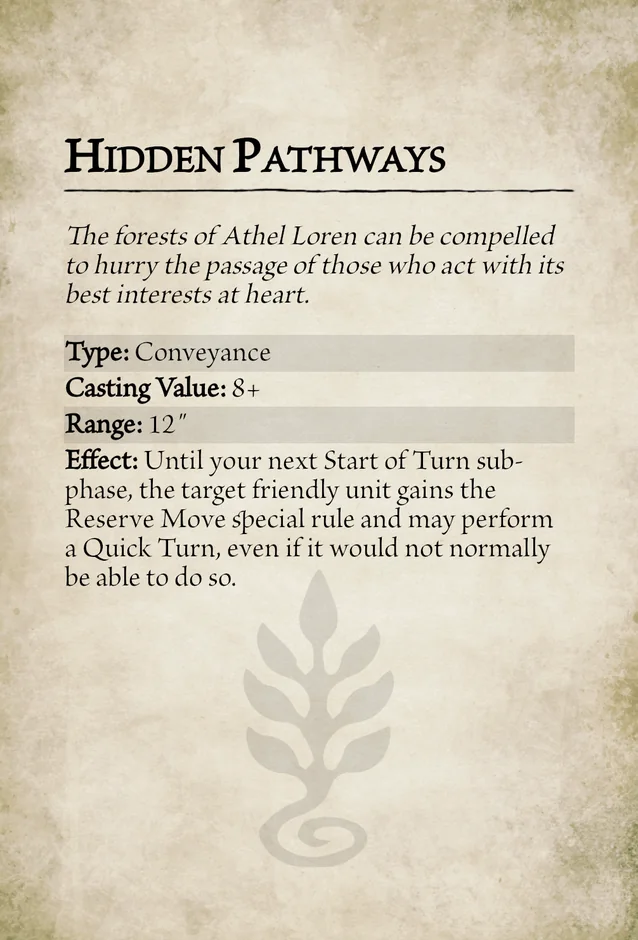 Hidden Pathways
The forests of Athel Loren can be compelled
to hurry the passage of those who act with its
best interests at heart.
Type: Conveyance
Casting Value: 8+
Range: 12"
Effect: Until your next Start of Turn sub-
phase, the target friendly unit gains the
Reserve Move special rule and may perform
a Quick Turn, even if it would not normally
be able to do so.